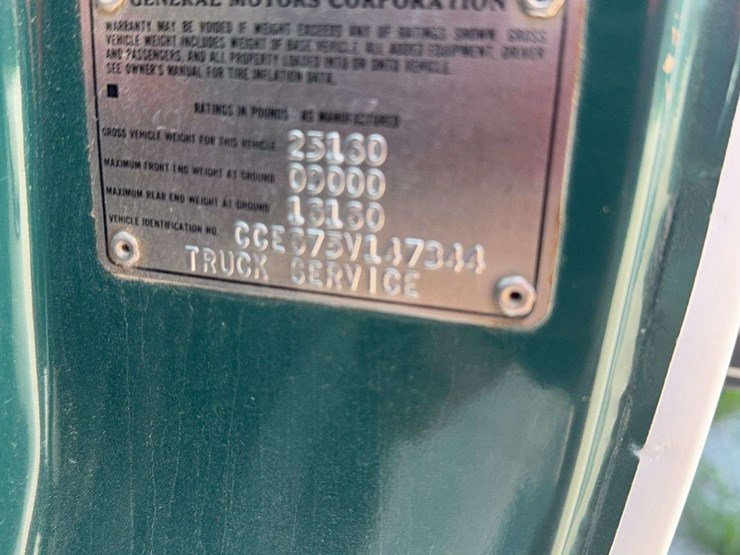 GENERAL MOTORS CORPORATION
WARRANTY MAY BE VOIDED IF WEIGHT EXCEEDS ANY OF RATINGS SHOWN. GROSS
VEHICLE WEIGHT INCLUDES WEIGHT OF BASE VEHICLE, ALL ADDED EQUIPMENT, DRIVER
AND PASSENGERS, AND ALL PROPERTY LOADED INTO OR ONTO VEHICLE.
SEE OWNER'S MANUAL FOR TIRE INFLATION DATA.
RATINGS IN POUNDS - AS MANUFACTURED
GROSS VEHICLE WEIGHT FOR THIS VEHICLE 23160
MAXIMUM FRONT END WEIGHT AT GROUND 00000
MAXIMUM REAR END WEIGHT AT GROUND
VEHICLE IDENTIFICATION NO.
TRUCK SERVICE